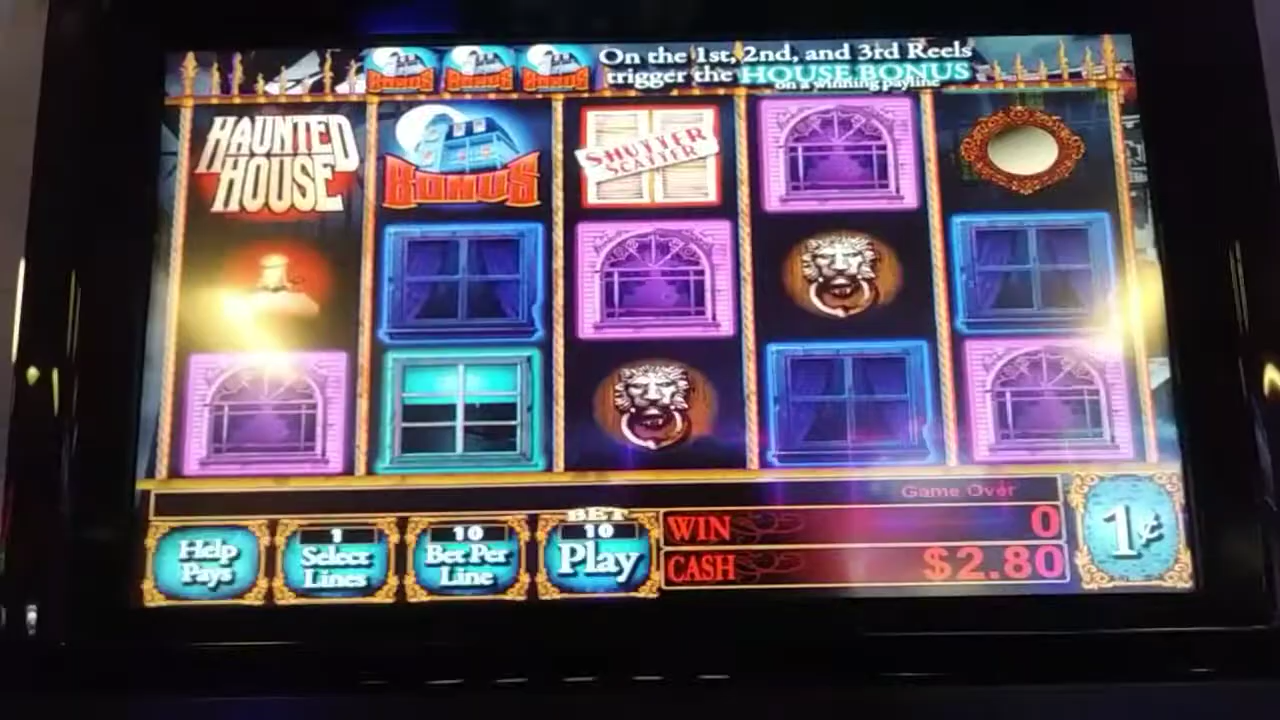 On the 1st, 2nd, and 3rd Reels
BONUS BONUS BONUS
trigger the HOUSE BONUS
on a winning payline
HAUNTED
HOUSE
BONUS
SHUTTER
SCATTER
Game Over
Help
Pays
1
Select
Lines
10
Bet Per
Line
BET
10
Play
WIN 0
CASH $2.80
1¢